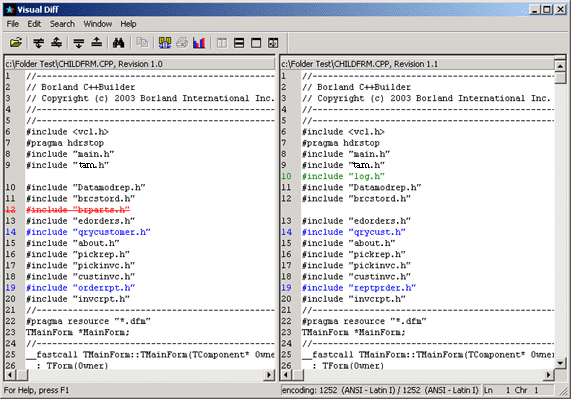 Visual Diff
File Edit Search Window Help
c:\Folder Test\CHILDFRM.CPP, Revision 1.0
1 //---------------------------------------------
2 // Borland C++Builder
3 // Copyright (c) 2003 Borland International Inc.
4 //---------------------------------------------
5 //---------------------------------------------
6 #include <vcl.h>
7 #pragma hdrstop
8 #include "main.h"
9 #include "tam.h"
10 #include "Datamodrep.h"
11 #include "brcstord.h"
12 #include "brparts.h"
13 #include "edorders.h"
14 #include "qrycustomer.h"
15 #include "about.h"
16 #include "pickrep.h"
17 #include "pickinvc.h"
18 #include "custinvc.h"
19 #include "orderrpt.h"
20 #include "invcrpt.h"
21 //---------------------------------------------
22 #pragma resource "*.dfm"
23 TMainForm *MainForm;
24 //---------------------------------------------
25 __fastcall TMainForm::TMainForm(TComponent* Owne
26 : TForm(Owner)
c:\Folder Test\CHILDFRM.CPP, Revision 1.1
1 //---------------------------------------------
2 // Borland C++Builder
3 // Copyright (c) 2003 Borland International Inc.
4 //---------------------------------------------
5 //---------------------------------------------
6 #include <vcl.h>
7 #pragma hdrstop
8 #include "main.h"
9 #include "tam.h"
10 #include "log.h"
11 #include "Datamodrep.h"
12 #include "brcstord.h"
13 #include "edorders.h"
14 #include "qrycust.h"
15 #include "about.h"
16 #include "pickrep.h"
17 #include "pickinvc.h"
18 #include "custinvc.h"
19 #include "reptprder.h"
20 #include "invcrpt.h"
21 //---------------------------------------------
22 #pragma resource "*.dfm"
23 TMainForm *MainForm;
24 //---------------------------------------------
25 __fastcall TMainForm::TMainForm(TComponent* Owne
26 : TForm(Owner)
For Help, press F1
encoding: 1252 (ANSI - Latin I) / 1252 (ANSI - Latin I) Ln 1 Chr 1